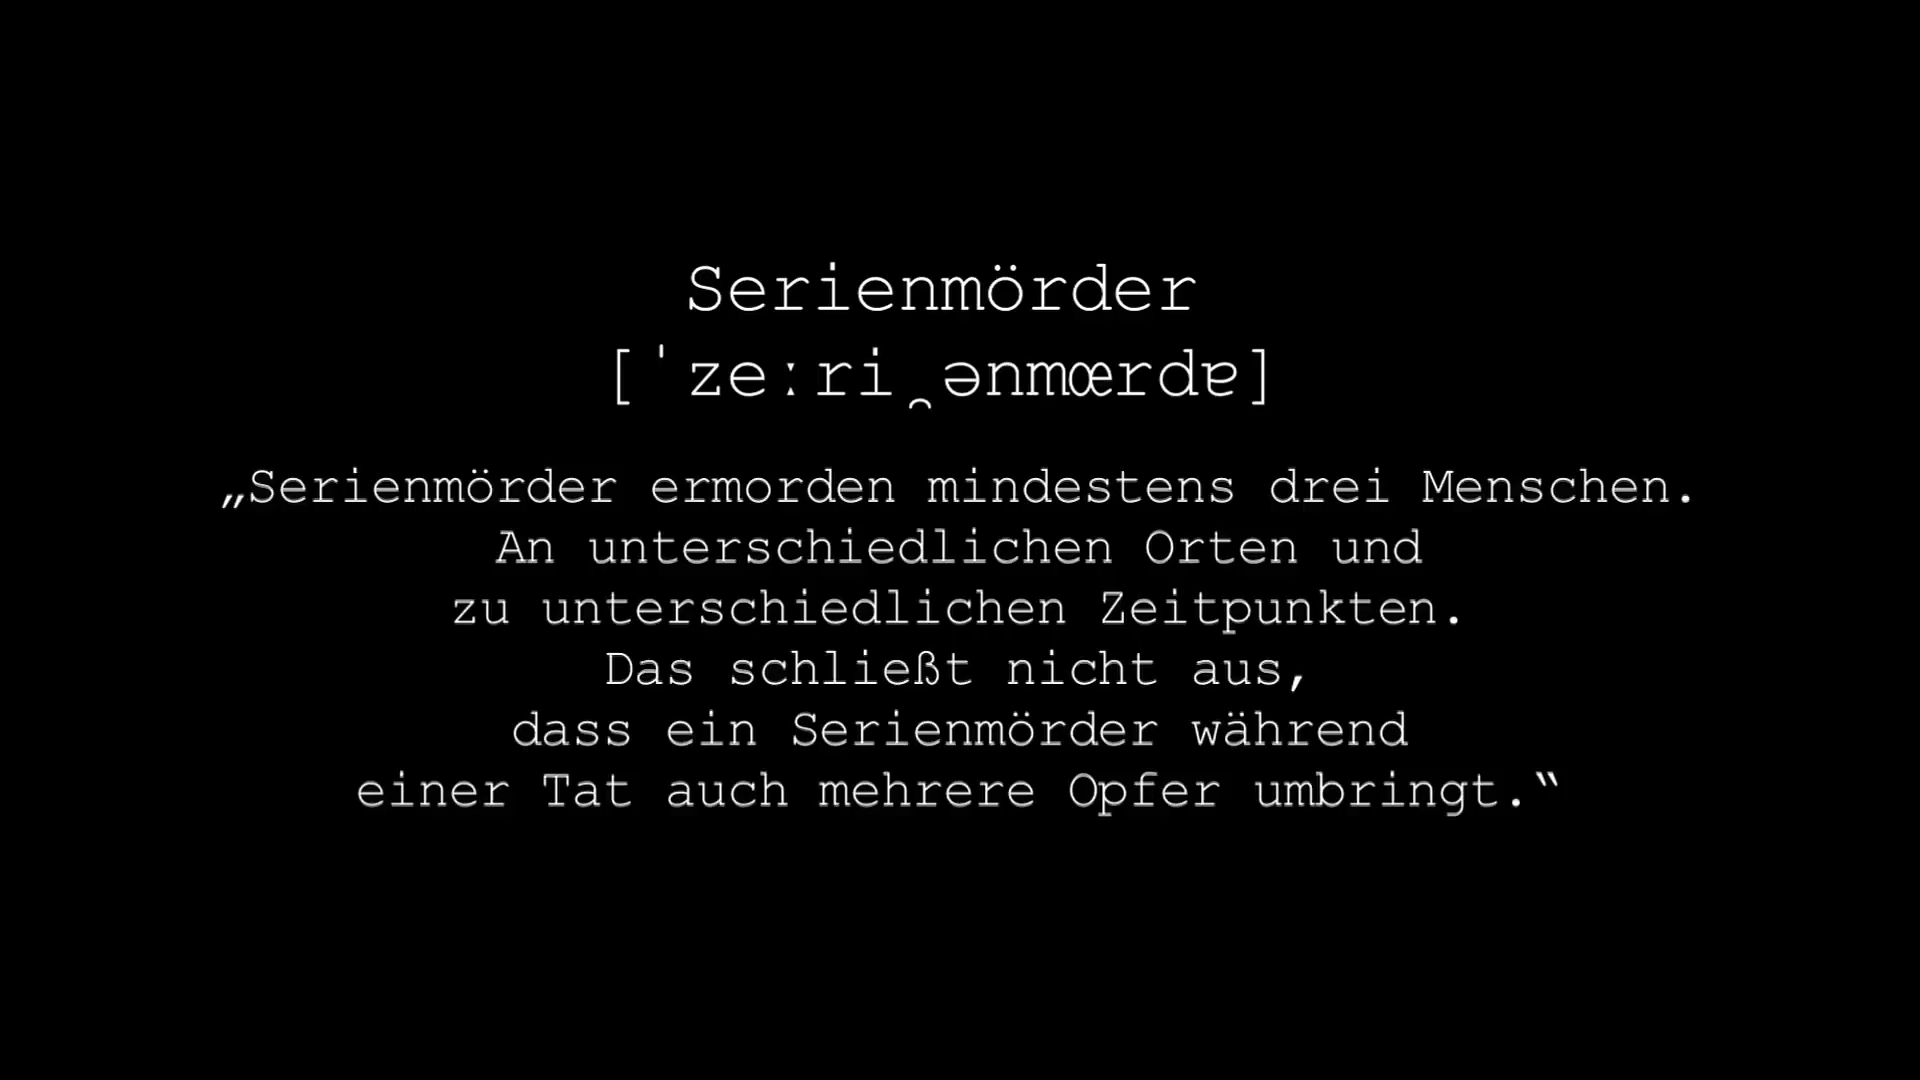 Serienmörder
[ˈzeːri̯ənmœrdɐ]
„Serienmörder ermorden mindestens drei Menschen.
An unterschiedlichen Orten und
zu unterschiedlichen Zeitpunkten.
Das schließt nicht aus,
dass ein Serienmörder während
einer Tat auch mehrere Opfer umbringt.‟